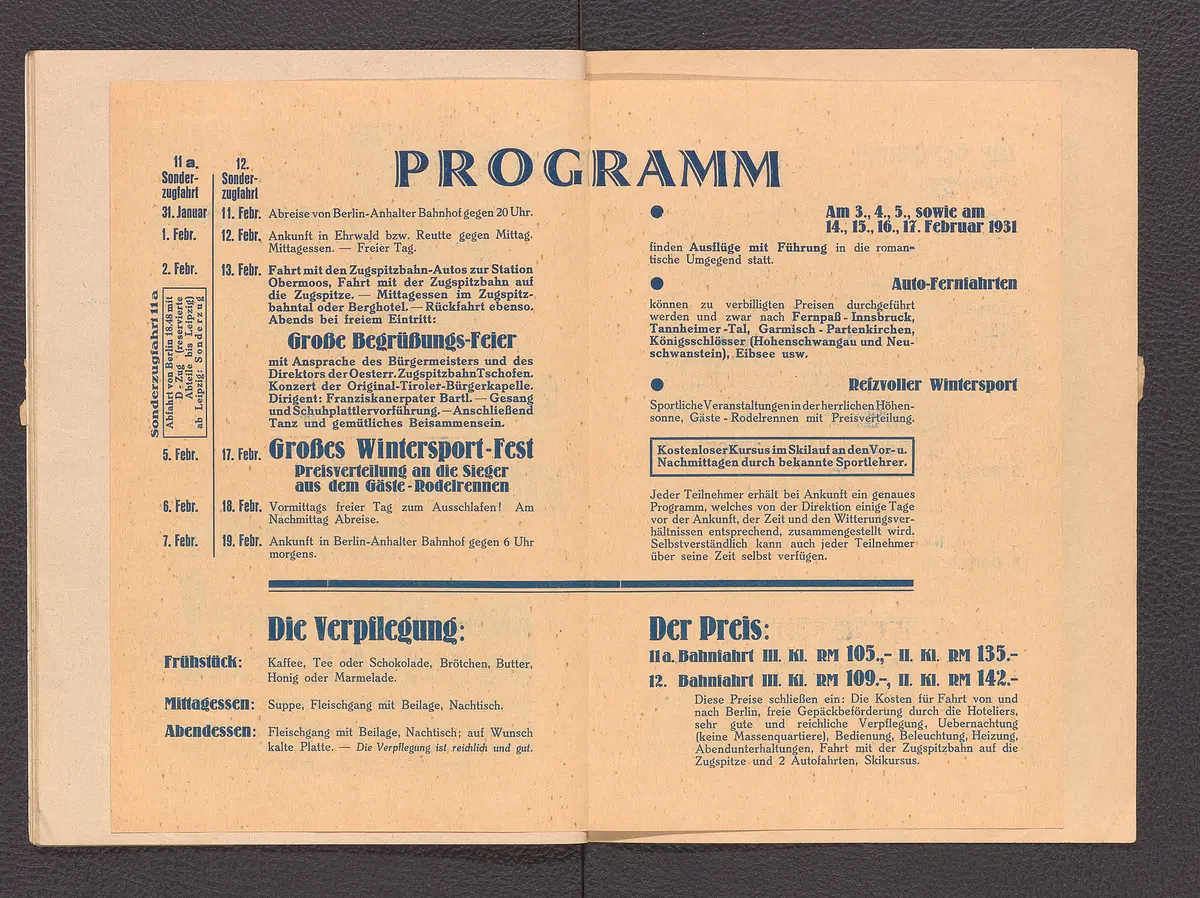 PROGRAMM
11 a.
Sonder-
zugfahrt
12.
Sonder-
zugfahrt
31. Januar 11. Febr. Abreise von Berlin-Anhalter Bahnhof gegen 20 Uhr.
1. Febr. 12. Febr. Ankunft in Ehrwald bzw. Reutte gegen Mittag.
Mittagessen. — Freier Tag.
2. Febr. 13. Febr. Fahrt mit den Zugspitzbahn-Autos zur Station
Obermoos, Fahrt mit der Zugspitzbahn auf
die Zugspitze. — Mittagessen im Zugspitz-
bahntal oder Berghotel. — Rückfahrt ebenso.
Abends bei freiem Eintritt:
Große Begrüßungs-Feier
mit Ansprache des Bürgermeisters und des
Direktors der Oesterr. Zugspitzbahn Tschofen.
Konzert der Original-Tiroler-Bürgerkapelle.
Dirigent: Franziskanerpater Bartl. — Gesang
und Schuhplattlervorführung. — Anschließend
Tanz und gemütliches Beisammensein.
Sonderzugfahrt 11a
Abfahrt von Berlin 18.48 mit
D-Zug (reservierte
Abteile bis Leipzig)
ab Leipzig: Sonderzug
5. Febr. 17. Febr. Großes Wintersport-Fest
Preisverteilung an die Sieger
aus dem Gäste-Rodelrennen
6. Febr. 18. Febr. Vormittags freier Tag zum Ausschlafen! Am
Nachmittag Abreise.
7. Febr. 19. Febr. Ankunft in Berlin-Anhalter Bahnhof gegen 6 Uhr
morgens.
● Am 3., 4., 5., sowie am
14., 15., 16., 17. Februar 1931
finden Ausflüge mit Führung in die roman-
tische Umgegend statt.
● Auto-Fernfahrten
können zu verbilligten Preisen durchgeführt
werden und zwar nach Fernpaß-Innsbruck,
Tannheimer-Tal, Garmisch-Partenkirchen,
Königsschlösser (Hohenschwangau und Neu-
schwanstein), Eibsee usw.
● Reizvoller Wintersport
Sportliche Veranstaltungen in der herrlichen Höhen-
sonne, Gäste-Rodelrennen mit Preisverteilung.
Kostenloser Kursus im Skilauf an den Vor- u.
Nachmittagen durch bekannte Sportlehrer.
Jeder Teilnehmer erhält bei Ankunft ein genaues
Programm, welches von der Direktion einige Tage
vor der Ankunft, der Zeit und den Witterungsver-
hältnissen entsprechend, zusammengestellt wird.
Selbstverständlich kann auch jeder Teilnehmer
über seine Zeit selbst verfügen.
Die Verpflegung:
Frühstück: Kaffee, Tee oder Schokolade, Brötchen, Butter,
Honig oder Marmelade.
Mittagessen: Suppe, Fleischgang mit Beilage, Nachtisch.
Abendessen: Fleischgang mit Beilage, Nachtisch; auf Wunsch
kalte Platte. — Die Verpflegung ist reichlich und gut.
Der Preis:
11a. Bahnfahrt III. Kl. RM 105.,- II. Kl. RM 135.-
12. Bahnfahrt III. Kl. RM 109.-, II. Kl. RM 142.-
Diese Preise schließen ein: Die Kosten für Fahrt von und
nach Berlin, freie Gepäckbeförderung durch die Hoteliers,
sehr gute und reichliche Verpflegung, Uebernachtung
(keine Massenquartiere), Bedienung, Beleuchtung, Heizung,
Abendunterhaltungen, Fahrt mit der Zugspitzbahn auf die
Zugspitze und 2 Autofahrten, Skikursus.